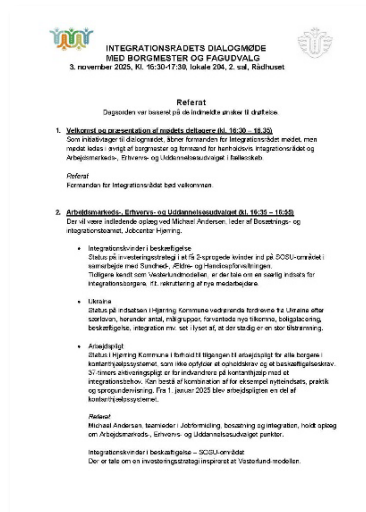 INTEGRATIONSRÅDETS DIALOGMØDE
MED BORGMESTER OG FAGUDVALG
3. november 2025, Kl. 16:30-17:30, lokale 204, 2. sal, Rådhuset
Referat
Dagsorden var baseret på de indmeldte ønsker til drøftelse.
1. Velkomst og præsentation af mødets deltagere (kl. 16:30 – 16.35)
Som initiativtager til dialogmødet, åbner formanden for Integrationsrådet mødet, men
mødet ledes i øvrigt af borgmester og formænd for henholdsvis Integrationsrådet og
Arbejdsmarkeds-, Erhvervs- og Uddannelsesudvalget i fællesskab.
Referat
Formanden for Integrationsrådet bød velkommen.
2. Arbejdsmarkeds-, Erhvervs- og Uddannelsesudvalget (kl. 16:35 – 16:55)
Der vil være indledende oplæg ved Michael Andersen, leder af Bosætnings- og
integrationsteamet, Jobcenter Hjørring.
• Integrationskvinder i beskæftigelse
Status på investeringsstrategi i at få 2-sprogede kvinder ind på SOSU-området i
samarbejde med Sundhed-, Ældre- og Handicapforvaltningen.
Tidligere kendt som Vesterlundmodellen, er der tale om en særlig indsats for
integrationsborgere, ift. rekruttering af nye medarbejdere.
• Ukraine
Status på indsatsen i Hjørring Kommune vedrørende fordrevne fra Ukraine efter
særloven, herunder antal, målgrupper, forventede nye tilkomne, boligplacering,
beskæftigelse, integration mv. set i lyset af, at der stadig er en stor tilstrømning.
• Arbejdspligt
Status i Hjørring Kommune i forhold til tilgangen til arbejdspligt for alle borgere i
kontanthjælpssystemet, som ikke opfylder et opholdskrav og et beskæftigelseskrav.
37-timers aktiveringspligt er for indvandrere på kontanthjælp med et
integrationsbehov. Kan bestå af kombination af for eksempel nytteindsats, praktik
og sprogundervisning. Fra 1. januar 2025 blev arbejdspligten en del af
kontanthjælpssystemet.
Referat
Michael Andersen, teamleder i Jobformidling, bosætning og integration, holdt oplæg
om Arbejdsmarkeds-, Erhvervs- og Uddannelsesudvalget punkter.
Integrationskvinder i beskæftigelse – SOSU-området
Der er tale om en investeringsstrategi inspireret af Vesterlund-modellen.